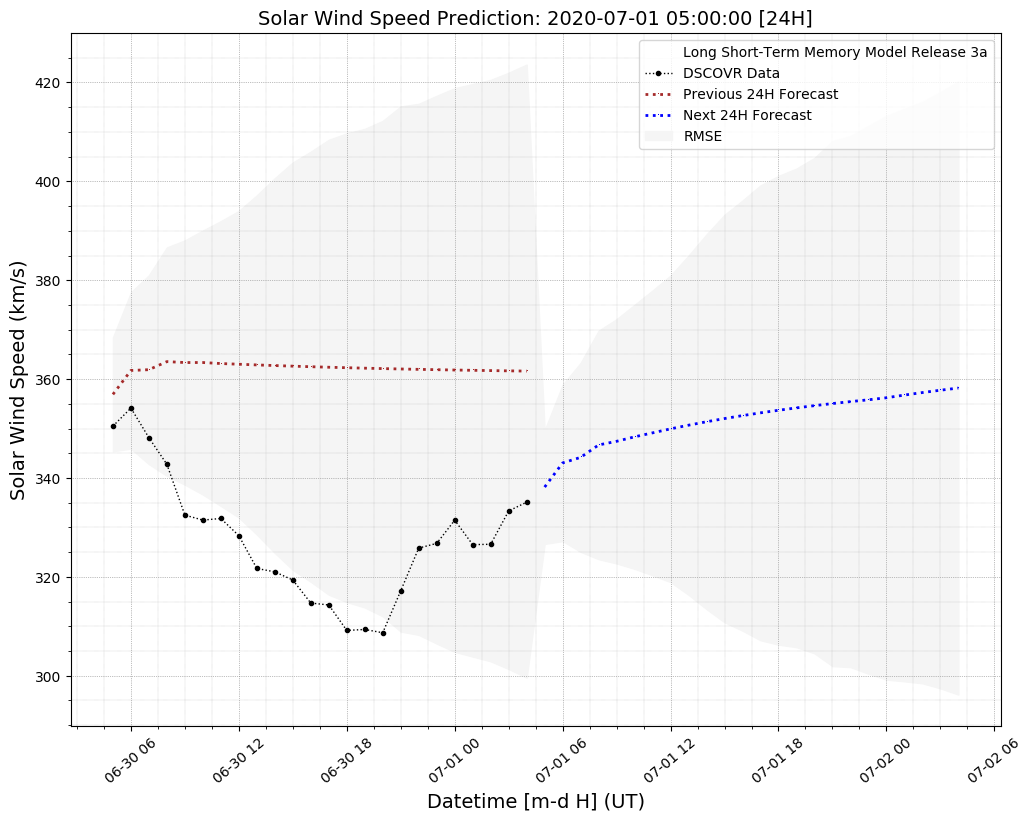 Solar Wind Speed Prediction: 2020-07-01 05:00:00 [24H]
Long Short-Term Memory Model Release 3a
DSCOVR Data
Previous 24H Forecast
Next 24H Forecast
RMSE
Solar Wind Speed (km/s)
420
400
380
360
340
320
300
06-30 06
06-30 12
06-30 18
07-01 00
07-01 06
07-01 12
07-01 18
07-02 00
07-02 06
Datetime [m-d H] (UT)